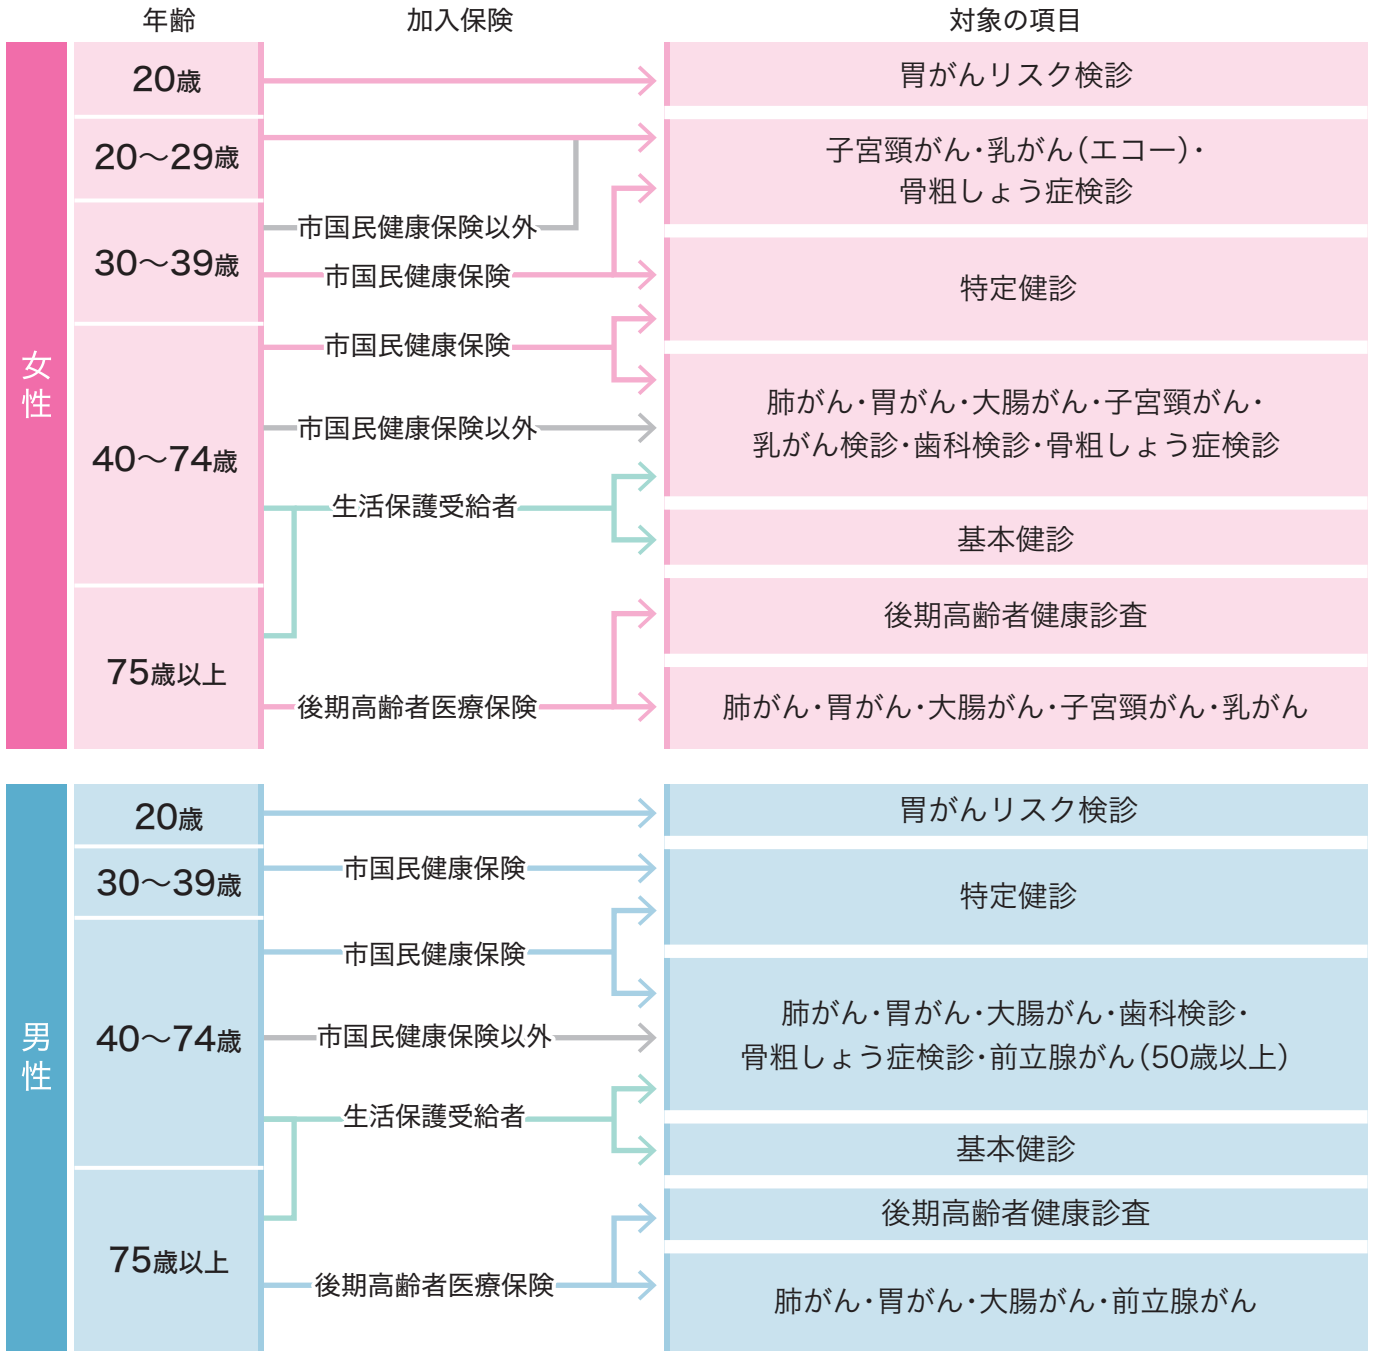 年齢
加入保険
対象の項目
女性
20歳
胃がんリスク検診
20〜29歳
子宮頸がん・乳がん(エコー)・
骨粗しょう症検診
30〜39歳
市国民健康保険以外
市国民健康保険
特定健診
40〜74歳
市国民健康保険
市国民健康保険以外
肺がん・胃がん・大腸がん・子宮頸がん・
乳がん検診・歯科検診・骨粗しょう症検診
生活保護受給者
基本健診
75歳以上
後期高齢者健康診査
後期高齢者医療保険
肺がん・胃がん・大腸がん・子宮頸がん・乳がん
男性
20歳
胃がんリスク検診
30〜39歳
市国民健康保険
特定健診
40〜74歳
市国民健康保険
市国民健康保険以外
肺がん・胃がん・大腸がん・歯科検診・
骨粗しょう症検診・前立腺がん(50歳以上)
生活保護受給者
基本健診
75歳以上
後期高齢者健康診査
後期高齢者医療保険
肺がん・胃がん・大腸がん・前立腺がん